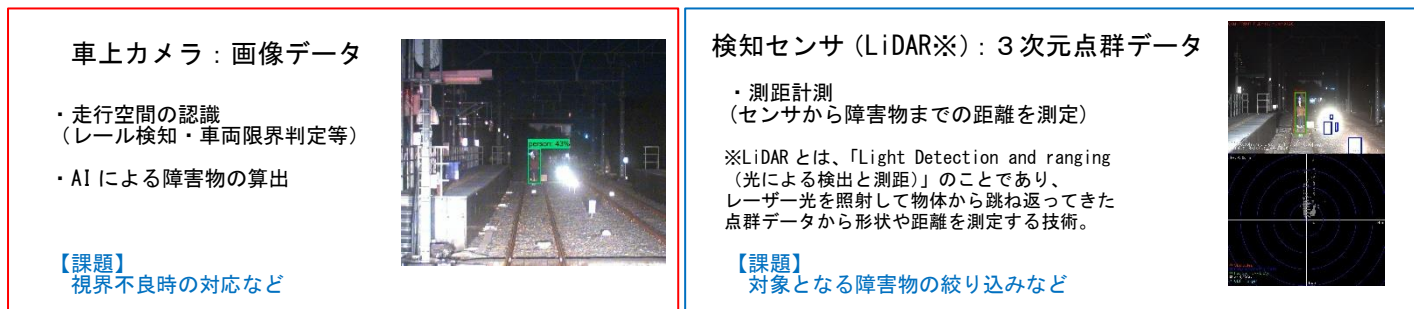 車上カメラ：画像データ
・走行空間の認識
（レール検知・車両限界判定等）
・AI による障害物の算出
【課題】
視界不良時の対応など
person: 43%
検知センサ（LiDAR※）：３次元点群データ
・測距計測
（センサから障害物までの距離を測定）
※LiDAR とは、「Light Detection and ranging
（光による検出と測距）」のことであり、
レーザー光を照射して物体から跳ね返ってきた
点群データから形状や距離を測定する技術。
【課題】
対象となる障害物の絞り込みなど